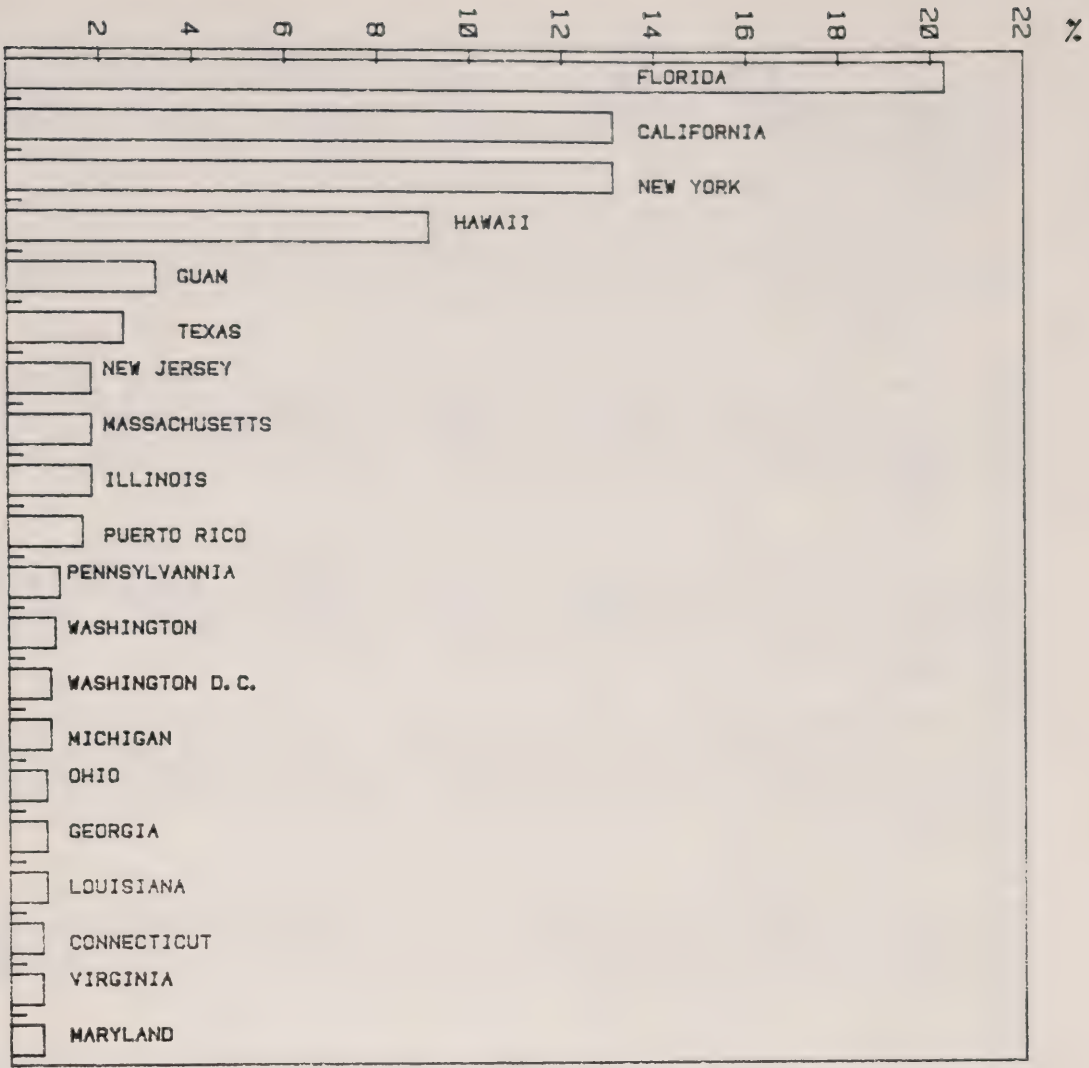 2 4 6 8 10 12 14 16 18 20 22 %
FLORIDA
CALIFORNIA
NEW YORK
HAWAII
GUAM
TEXAS
NEW JERSEY
MASSACHUSETTS
ILLINOIS
PUERTO RICO
PENNSYLVANNIA
WASHINGTON
WASHINGTON D.C.
MICHIGAN
OHIO
GEORGIA
LOUISIANA
CONNECTICUT
VIRGINIA
MARYLAND